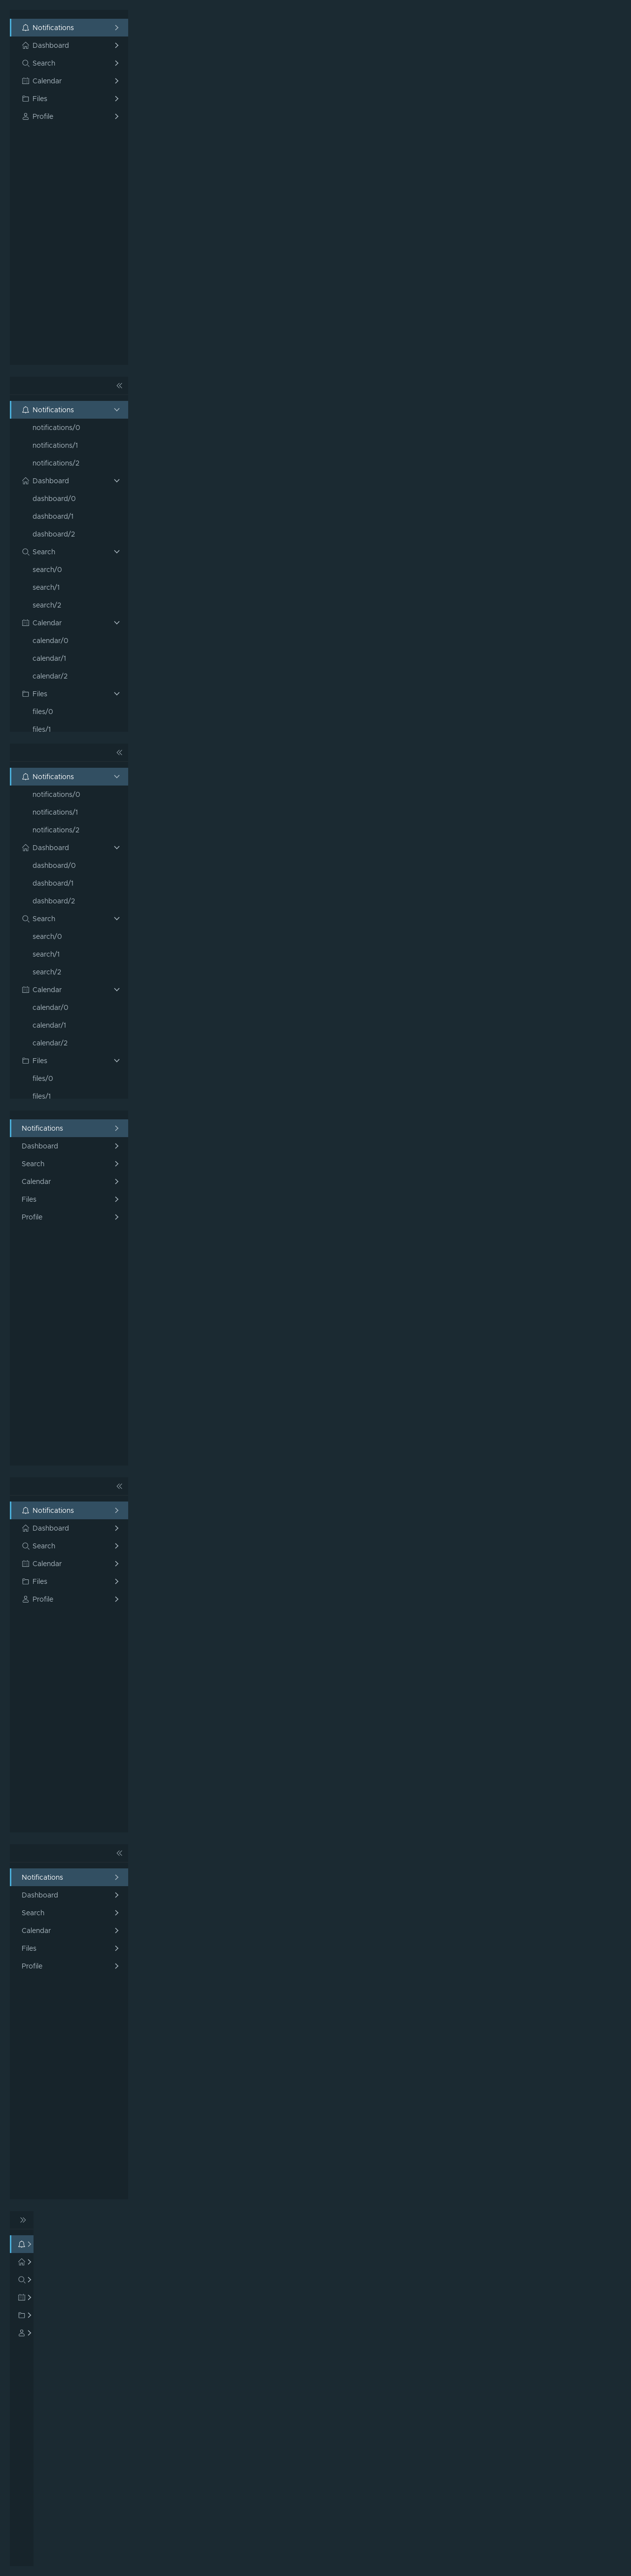 Notifications
Dashboard
Search
Calendar
Files
Profile
Notifications
notifications/0
notifications/1
notifications/2
Dashboard
dashboard/0
dashboard/1
dashboard/2
Search
search/0
search/1
search/2
Calendar
calendar/0
calendar/1
calendar/2
Files
files/0
files/1
Notifications
notifications/0
notifications/1
notifications/2
Dashboard
dashboard/0
dashboard/1
dashboard/2
Search
search/0
search/1
search/2
Calendar
calendar/0
calendar/1
calendar/2
Files
files/0
files/1
Notifications
Dashboard
Search
Calendar
Files
Profile
Notifications
Dashboard
Search
Calendar
Files
Profile
Notifications
Dashboard
Search
Calendar
Files
Profile